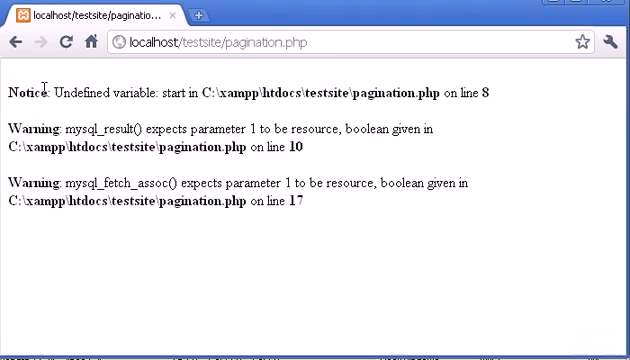 localhost/testsite/paginatio...
localhost/testsite/pagination.php
Notice: Undefined variable: start in C:\xampp\htdocs\testsite\pagination.php on line 8
Warning: mysql_result() expects parameter 1 to be resource, boolean given in
C:\xampp\htdocs\testsite\pagination.php on line 10
Warning: mysql_fetch_assoc() expects parameter 1 to be resource, boolean given in
C:\xampp\htdocs\testsite\pagination.php on line 17